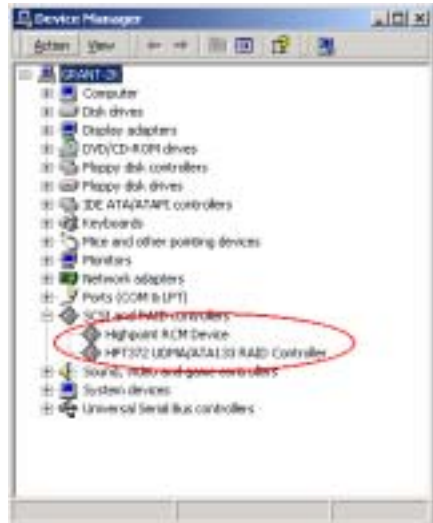 Device Manager
Action View
GRANT-2K
Computer
Disk drives
Display adapters
DVD/CD-ROM drives
Floppy disk controllers
Floppy disk drives
IDE ATA/ATAPI controllers
Keyboards
Mice and other pointing devices
Monitors
Network adapters
Ports (COM & LPT)
SCSI and RAID controllers
Highpoint RCM Device
HPT372 UDMA/ATA133 RAID Controller
Sound, video and game controllers
System devices
Universal Serial Bus controllers